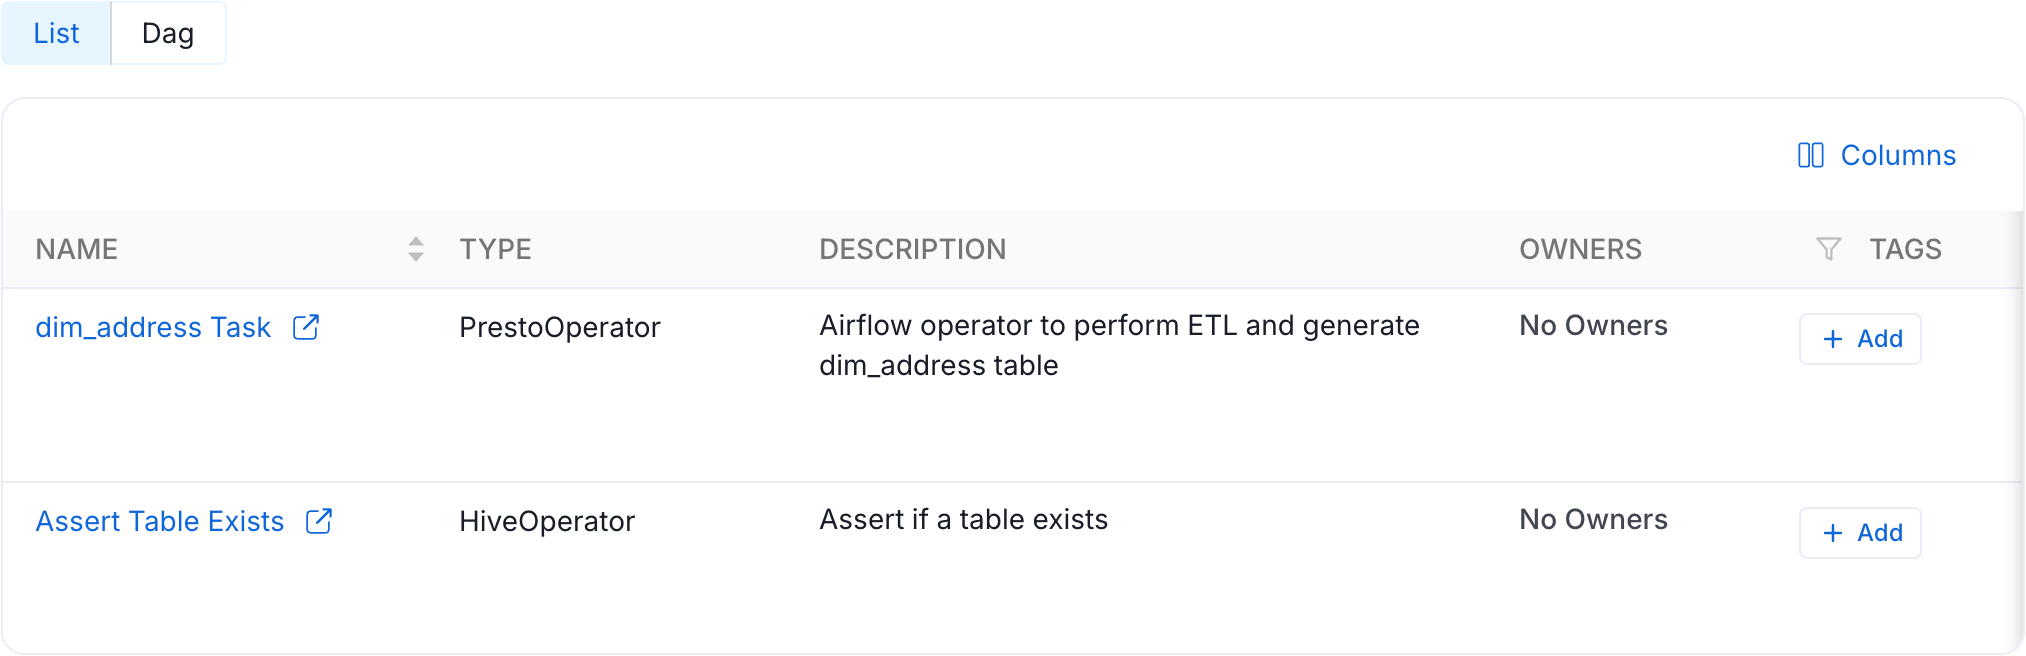 List Dag
Columns
NAME TYPE DESCRIPTION OWNERS TAGS
dim_address Task PrestoOperator Airflow operator to perform ETL and generate No Owners + Add
dim_address table
Assert Table Exists HiveOperator Assert if a table exists No Owners + Add